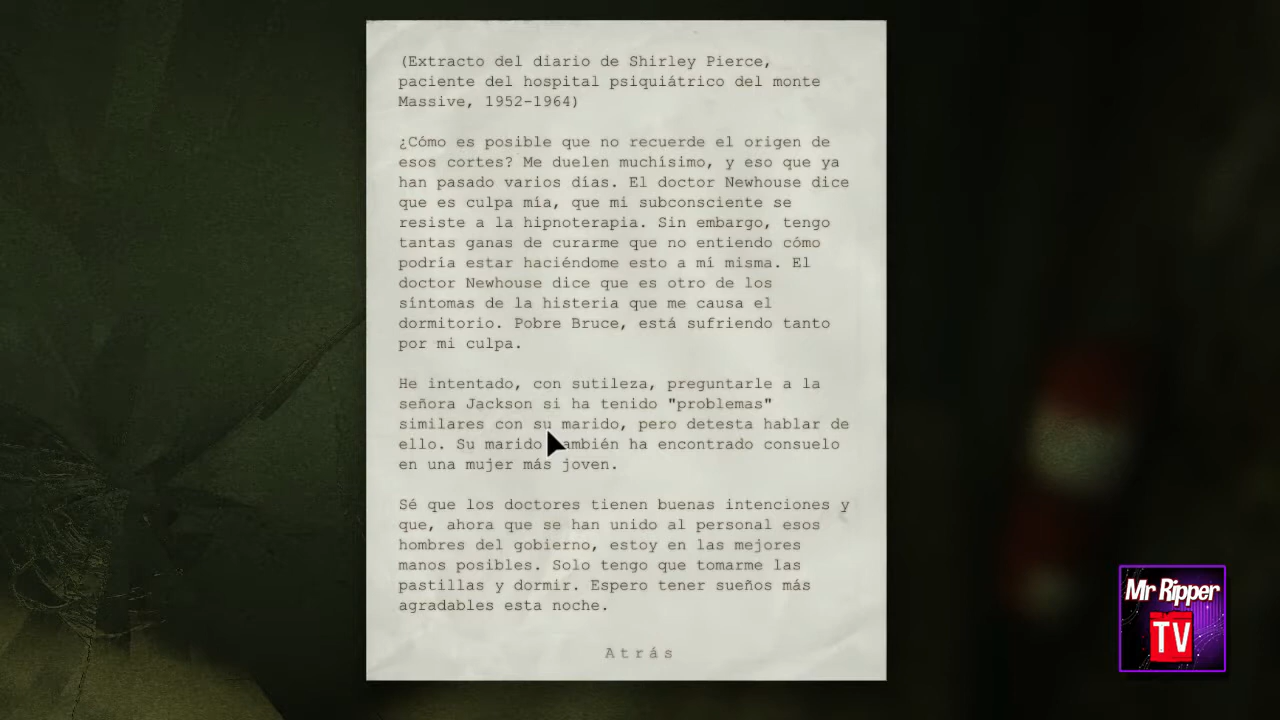 (Extracto del diario de Shirley Pierce,
paciente del hospital psiquiátrico del monte
Massive, 1952-1964)
¿Cómo es posible que no recuerde el origen de
esos cortes? Me duelen muchísimo, y eso que ya
han pasado varios días. El doctor Newhouse dice
que es culpa mía, que mi subconsciente se
resiste a la hipnoterapia. Sin embargo, tengo
tantas ganas de curarme que no entiendo cómo
podría estar haciéndome esto a mí misma. El
doctor Newhouse dice que es otro de los
síntomas de la histeria que me causa el
dormitorio. Pobre Bruce, está sufriendo tanto
por mi culpa.
He intentado, con sutileza, preguntarle a la
señora Jackson si ha tenido "problemas"
similares con su marido, pero detesta hablar de
ello. Su marido también ha encontrado consuelo
en una mujer más joven.
Sé que los doctores tienen buenas intenciones y
que, ahora que se han unido al personal esos
hombres del gobierno, estoy en las mejores
manos posibles. Solo tengo que tomarme las
pastillas y dormir. Espero tener sueños más
agradables esta noche.
Atrás
Mr Ripper
TV